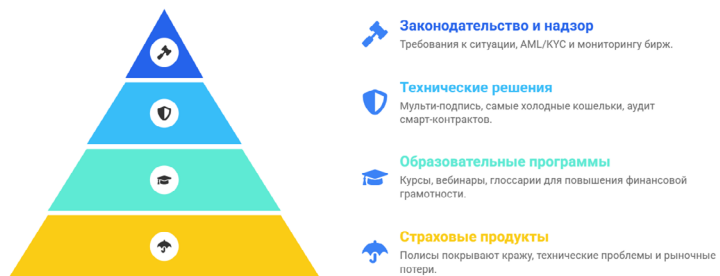 Законодательство и надзор
Требования к ситуации, AML/KYC и мониторингу бирж.
Технические решения
Мульти-подпись, самые холодные кошельки, аудит
смарт-контрактов.
Образовательные программы
Курсы, вебинары, глоссарии для повышения финансовой
грамотности.
Страховые продукты
Полисы покрывают кражу, технические проблемы и рыночные
потери.